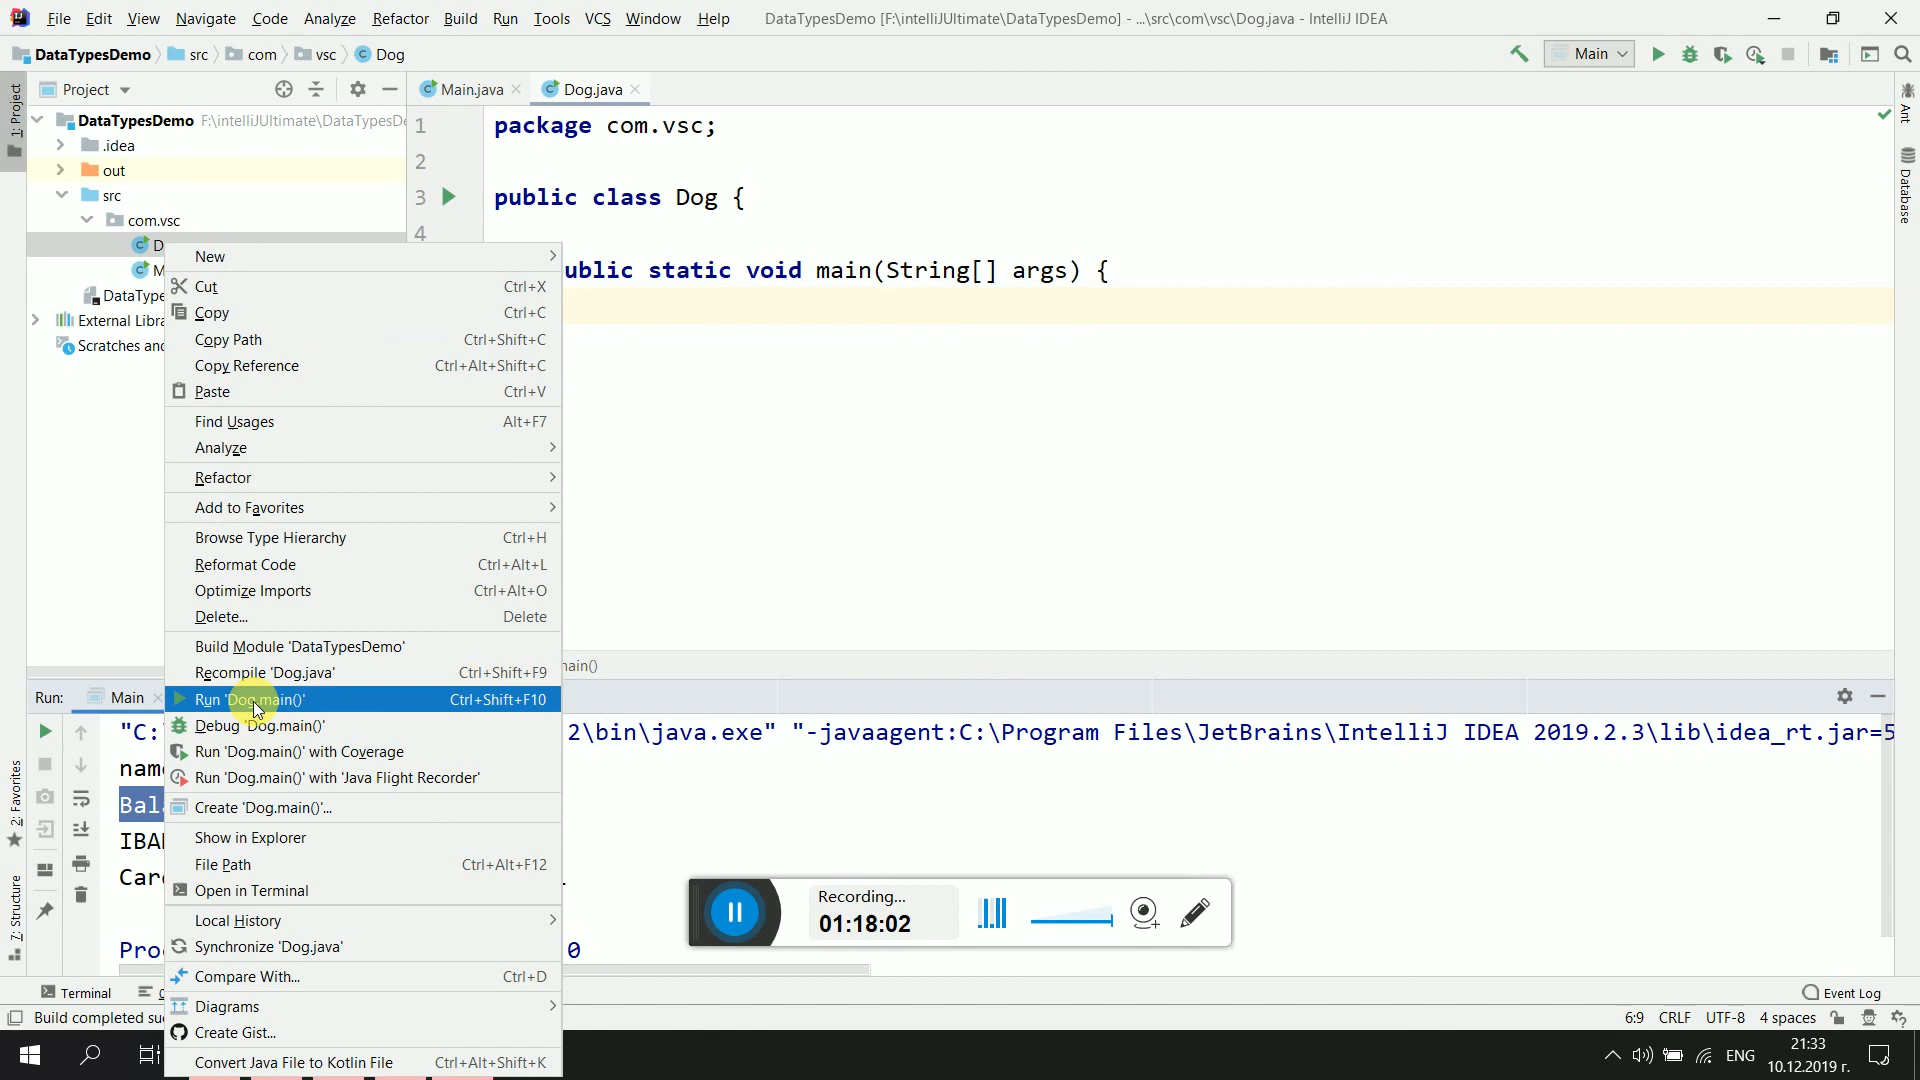 File Edit View Navigate Code Analyze Refactor Build Run Tools VCS Window Help DataTypesDemo [F:\intelliJUltimate\DataTypesDemo] - ...\src\com\vsc\Dog.java - IntelliJ IDEA
DataTypesDemo src com vsc Dog
Main
1: Project
Project
Main.java
Dog.java
DataTypesDemo F:\intelliJUltimate\DataTypesDe
.idea
out
src
com.vsc
D
M
DataType
External Libra
Scratches and
1 package com.vsc;
2
3 public class Dog {
4
ublic static void main(String[] args) {
ain()
New
Cut Ctrl+X
Copy Ctrl+C
Copy Path Ctrl+Shift+C
Copy Reference Ctrl+Alt+Shift+C
Paste Ctrl+V
Find Usages Alt+F7
Analyze
Refactor
Add to Favorites
Browse Type Hierarchy Ctrl+H
Reformat Code Ctrl+Alt+L
Optimize Imports Ctrl+Alt+O
Delete... Delete
Build Module 'DataTypesDemo'
Recompile 'Dog.java' Ctrl+Shift+F9
Run 'Dog.main()' Ctrl+Shift+F10
Debug 'Dog.main()'
Run 'Dog.main()' with Coverage
Run 'Dog.main()' with 'Java Flight Recorder'
Create 'Dog.main()'...
Show in Explorer
File Path Ctrl+Alt+F12
Open in Terminal
Local History
Synchronize 'Dog.java'
Compare With... Ctrl+D
Diagrams
Create Gist...
Convert Java File to Kotlin File Ctrl+Alt+Shift+K
Ant
Database
2: Favorites
7: Structure
Run: Main
"C: 2\bin\java.exe" "-javaagent:C:\Program Files\JetBrains\IntelliJ IDEA 2019.2.3\lib\idea_rt.jar=5
name
Bala
IBAN
Card
Proc 0
Recording...
01:18:02
Terminal
Event Log
Build completed suc
6:9 CRLF UTF-8 4 spaces
ENG
21:33
10.12.2019 г.